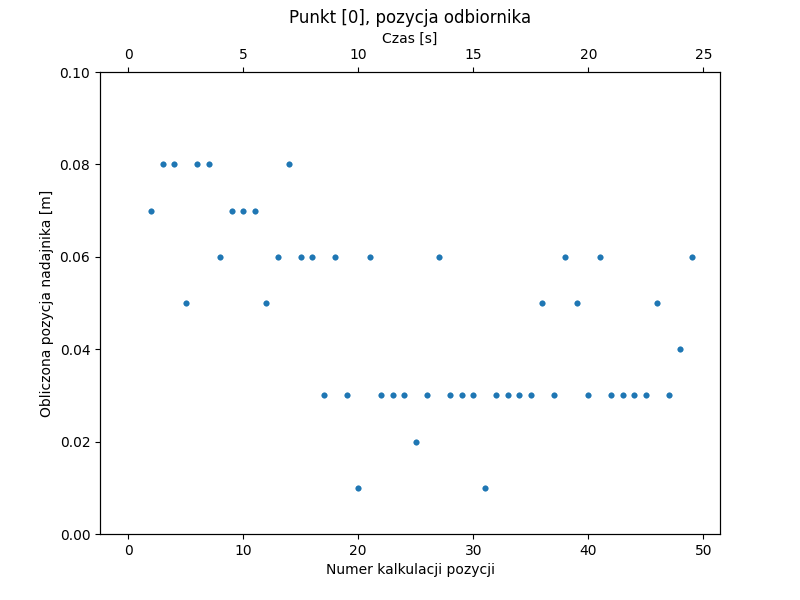 Punkt [0], pozycja odbiornika
Czas [s]
0 5 10 15 20 25
0.10
0.08
0.06
0.04
0.02
0.00
Obliczona pozycja nadajnika [m]
0 10 20 30 40 50
Numer kalkulacji pozycji